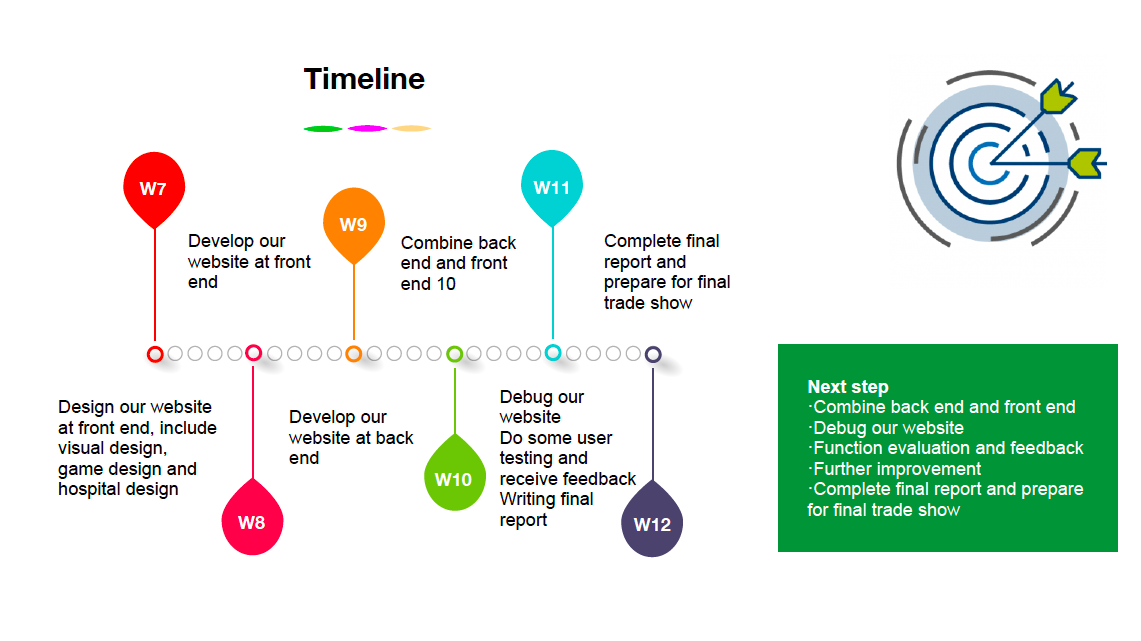 Timeline
W7
Develop our
website at front
end
W9
Combine back
end and front
end 10
W11
Complete final
report and
prepare for final
trade show
Design our website
at front end, include
visual design,
game design and
hospital design
W8
Develop our
website at back
end
W10
Debug our
website
Do some user
testing and
receive feedback
Writing final
report
W12
Next step
·Combine back end and front end
·Debug our website
·Function evaluation and feedback
·Further improvement
·Complete final report and prepare
for final trade show